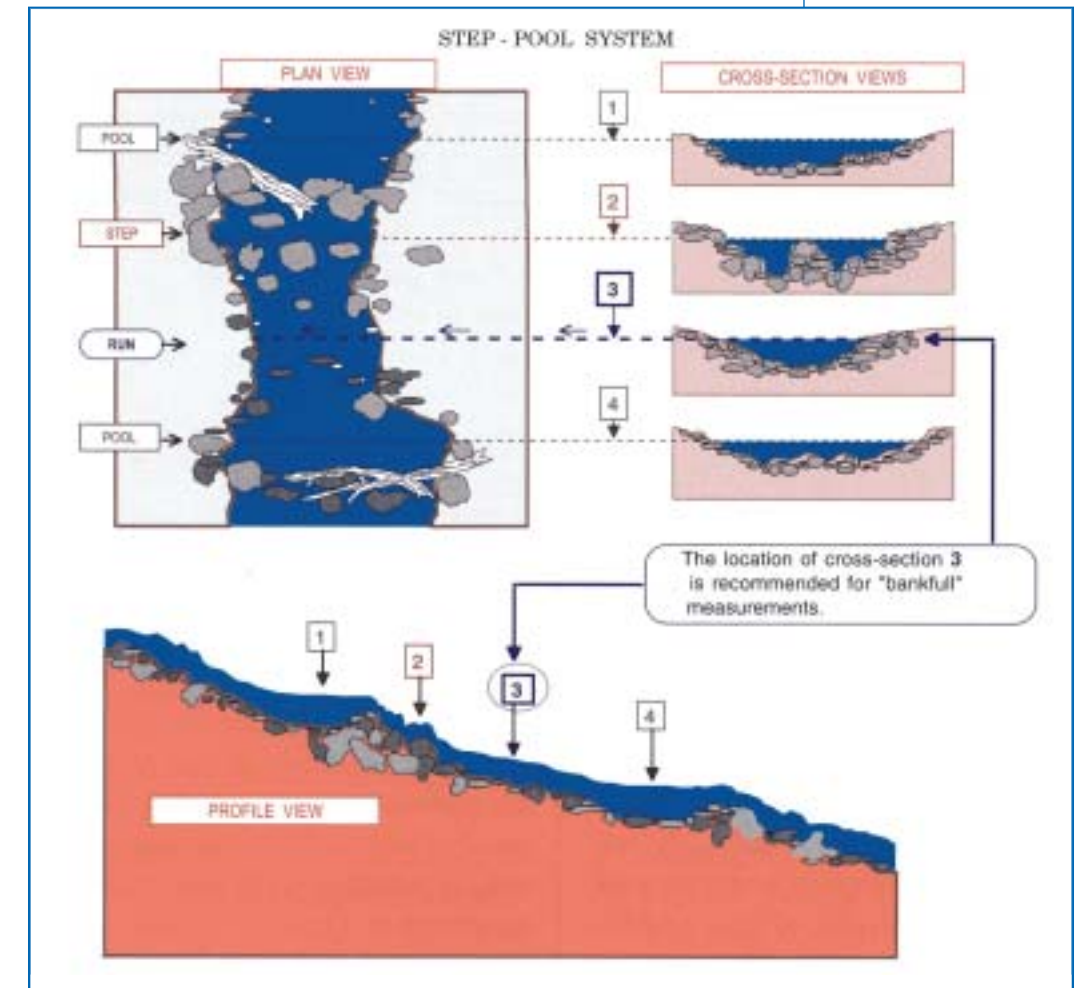 STEP - POOL SYSTEM
PLAN VIEW
CROSS-SECTION VIEWS
POOL
1
STEP
2
3
RUN
4
POOL
The location of cross-section 3
is recommended for "bankfull"
measurements.
1
2
3
4
PROFILE VIEW